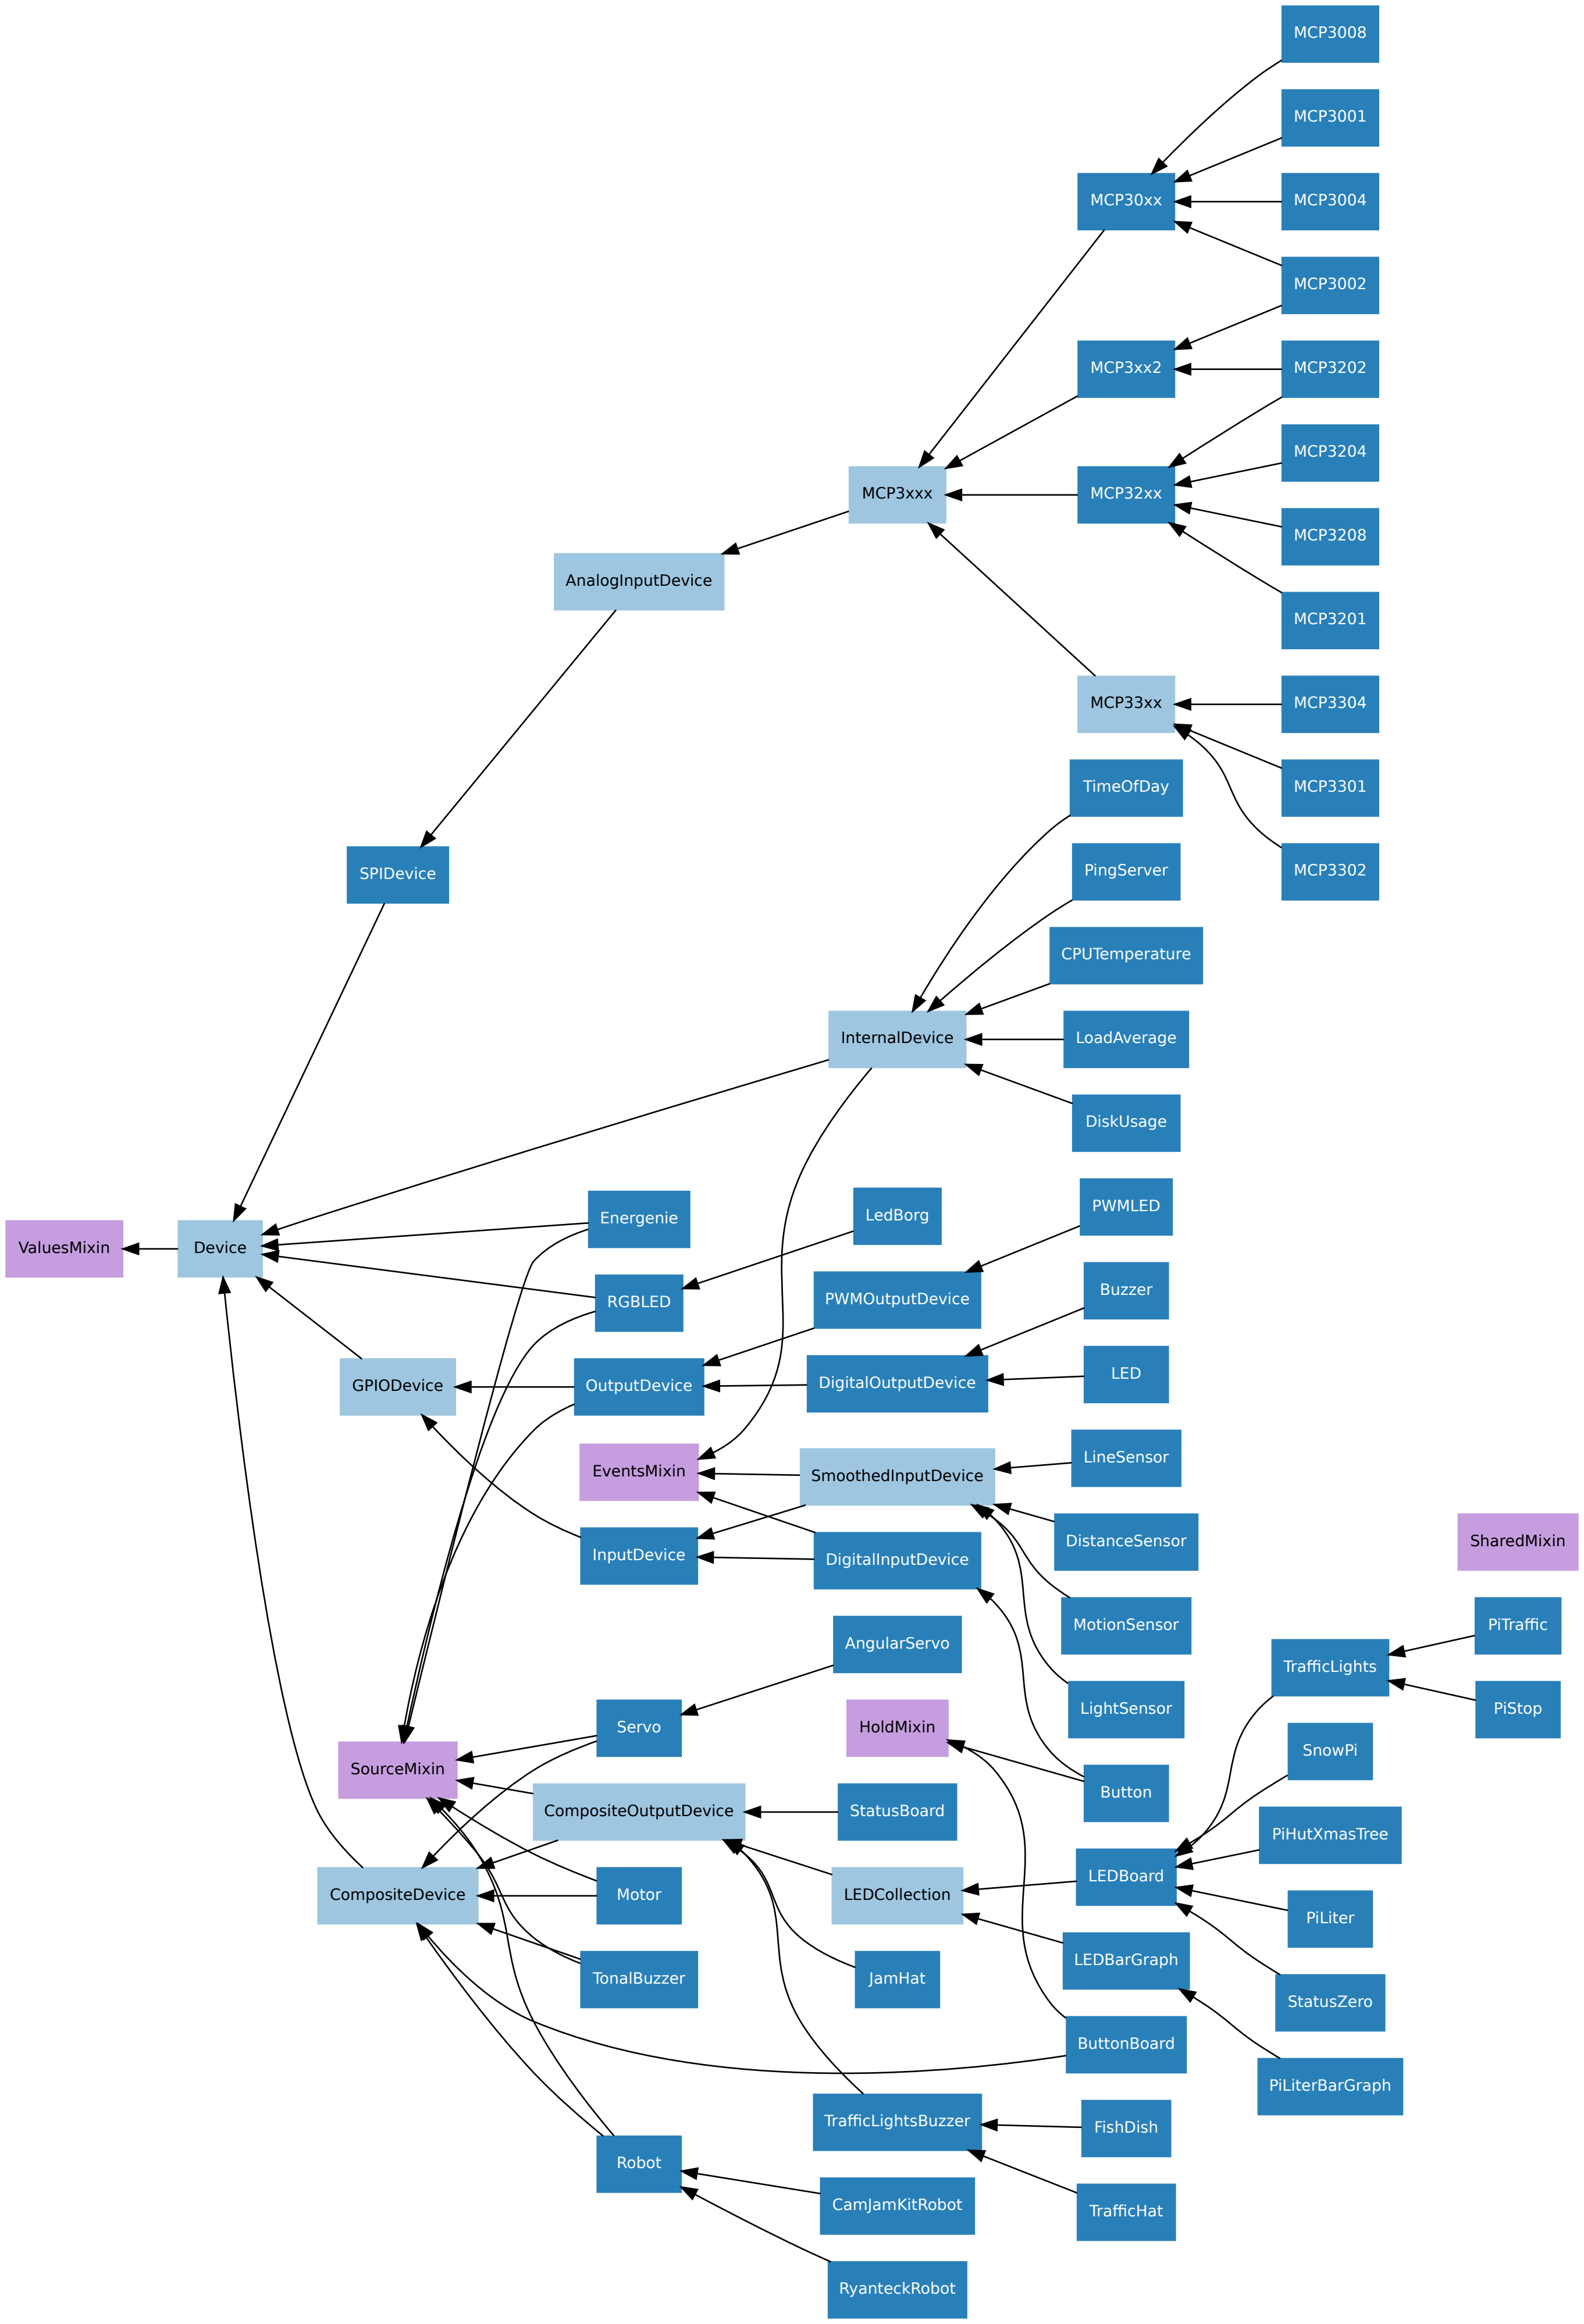 MCP3008
MCP3001
MCP30xx
MCP3004
MCP3002
MCP3xx2
MCP3202
MCP3204
MCP3xxx
MCP32xx
MCP3208
AnalogInputDevice
MCP3201
MCP33xx
MCP3304
TimeOfDay
MCP3301
SPIDevice
PingServer
MCP3302
CPUTemperature
InternalDevice
LoadAverage
DiskUsage
PWMLED
Energenie
LedBorg
ValuesMixin
Device
Buzzer
RGBLED
PWMOutputDevice
LED
GPIODevice
OutputDevice
DigitalOutputDevice
LineSensor
EventsMixin
SmoothedInputDevice
DistanceSensor
SharedMixin
InputDevice
DigitalInputDevice
MotionSensor
PiTraffic
AngularServo
TrafficLights
LightSensor
PiStop
Servo
HoldMixin
SnowPi
SourceMixin
Button
CompositeOutputDevice
StatusBoard
PiHutXmasTree
LEDBoard
CompositeDevice
Motor
LEDCollection
PiLiter
LEDBarGraph
TonalBuzzer
JamHat
StatusZero
ButtonBoard
PiLiterBarGraph
TrafficLightsBuzzer
FishDish
Robot
CamJamKitRobot
TrafficHat
RyanteckRobot